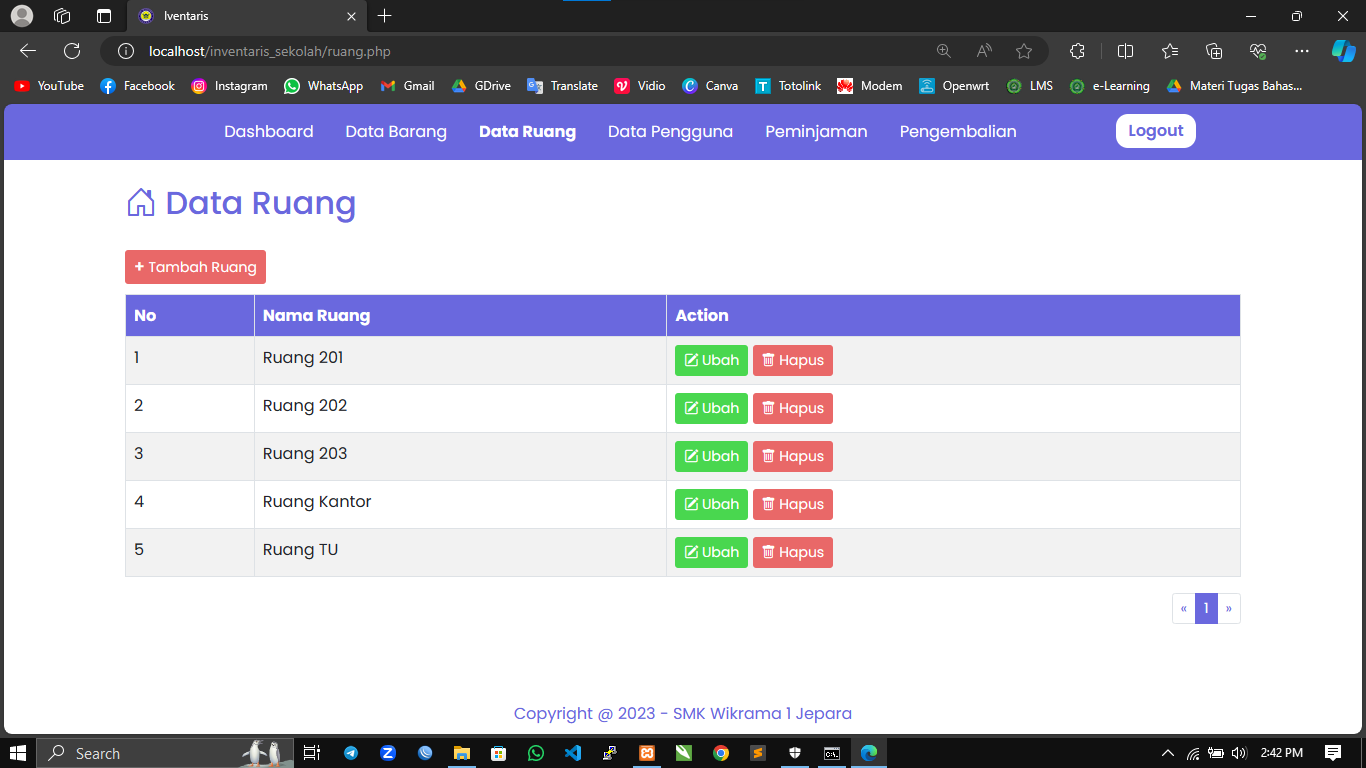 Iventaris
localhost/inventaris_sekolah/ruang.php
YouTube Facebook Instagram WhatsApp Gmail GDrive Translate Vidio Canva Totolink Modem Openwrt LMS e-Learning Materi Tugas Bahas...
Dashboard Data Barang Data Ruang Data Pengguna Peminjaman Pengembalian Logout
Data Ruang
+ Tambah Ruang
No Nama Ruang Action
1 Ruang 201 Ubah Hapus
2 Ruang 202 Ubah Hapus
3 Ruang 203 Ubah Hapus
4 Ruang Kantor Ubah Hapus
5 Ruang TU Ubah Hapus
« 1 »
Copyright @ 2023 - SMK Wikrama 1 Jepara
Search 2:42 PM